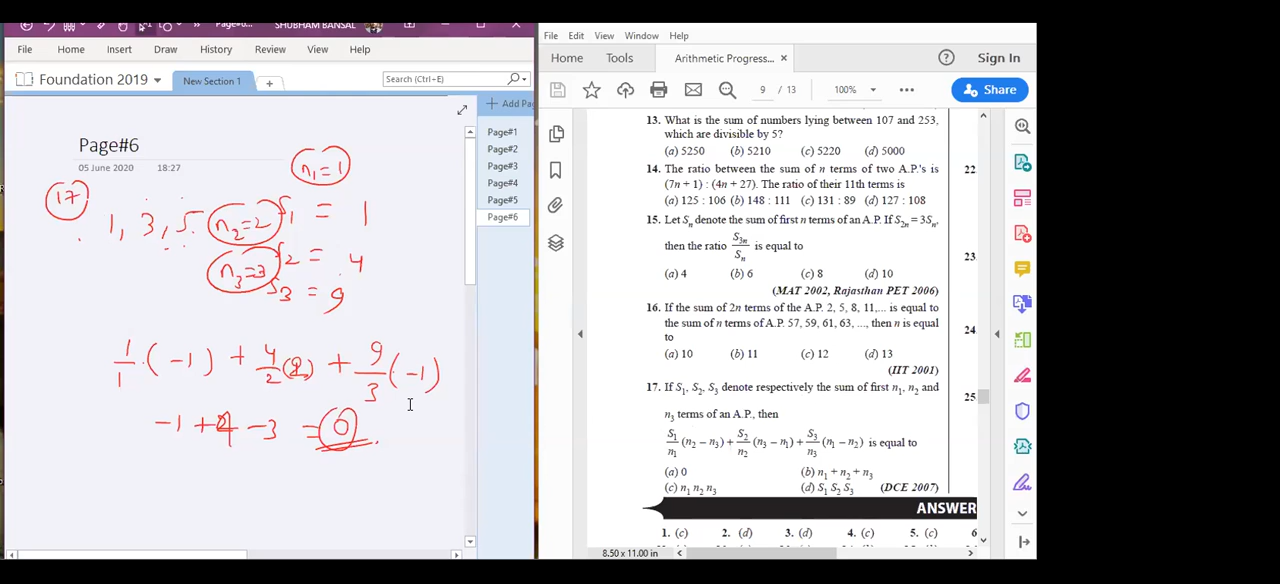 SHUBHAM BANSAL
File Home Insert Draw History Review View Help
Foundation 2019
New Section 1
Search (Ctrl+E)
Page#6
05 June 2020 18:27
Page#1
Page#2
Page#3
Page#4
Page#5
Page#6
n1=1
17
1, 3, 5
S1 = 1
n2=2
S2 = 4
n3=3
S3 = 9
1/1 (-1) + 4/2 (2) + 9/3 (-1)
-1 + 4 - 3 = 0
File Edit View Window Help
Home Tools Arithmetic Progress... × Sign In
9 / 13 100% Share
13. What is the sum of numbers lying between 107 and 253,
which are divisible by 5?
(a) 5250 (b) 5210 (c) 5220 (d) 5000
14. The ratio between the sum of n terms of two A.P.'s is
(7n + 1) : (4n + 27). The ratio of their 11th terms is
(a) 125 : 106 (b) 148 : 111 (c) 131 : 89 (d) 127 : 108
15. Let Sn denote the sum of first n terms of an A.P. If S2n = 3Sn,
then the ratio S3n/Sn is equal to
(a) 4 (b) 6 (c) 8 (d) 10
(MAT 2002, Rajasthan PET 2006)
16. If the sum of 2n terms of the A.P. 2, 5, 8, 11,... is equal to
the sum of n terms of A.P. 57, 59, 61, 63, ..., then n is equal
to
(a) 10 (b) 11 (c) 12 (d) 13
(IIT 2001)
17. If S1, S2, S3 denote respectively the sum of first n1, n2 and
n3 terms of an A.P., then
S1/n1 (n2 – n3) + S2/n2 (n3 – n1) + S3/n3 (n1 – n2) is equal to
(a) 0 (b) n1 + n2 + n3
(c) n1 n2 n3 (d) S1 S2 S3 (DCE 2007)
22
23
24
25
ANSWER
1. (c) 2. (d) 3. (d) 4. (c) 5. (c) 6
8.50 x 11.00 in